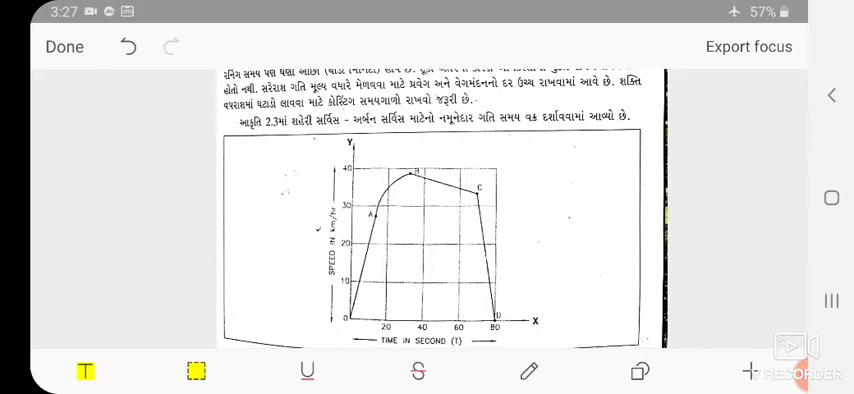 3:27
57%
Done
Export focus
વપરાશમાં ઘટાડો લાવવા માટે કોસ્ટિંગ સમયગાળો રાખવો જરૂરી છે.
હોતો નથી. સરેરાશ ગતિ મૂલ્ય વધારે મેળવવા માટે પ્રવેગ અને વેગમંદનનો દર ઉચ્ચ રાખવામાં આવે છે. શક્તિ
આકૃતિ 2.3માં શહેરી સર્વિસ - અર્બન સર્વિસ માટેનો નમૂનેદાર ગતિ સમય વક્ર દર્શાવવામાં આવ્યો છે.
Y
40
B
C
30
A
SPEED IN km/hr
20
10
0
D
X
20 40 60 80
TIME IN SECOND (T)
T
U
S
RECORDER